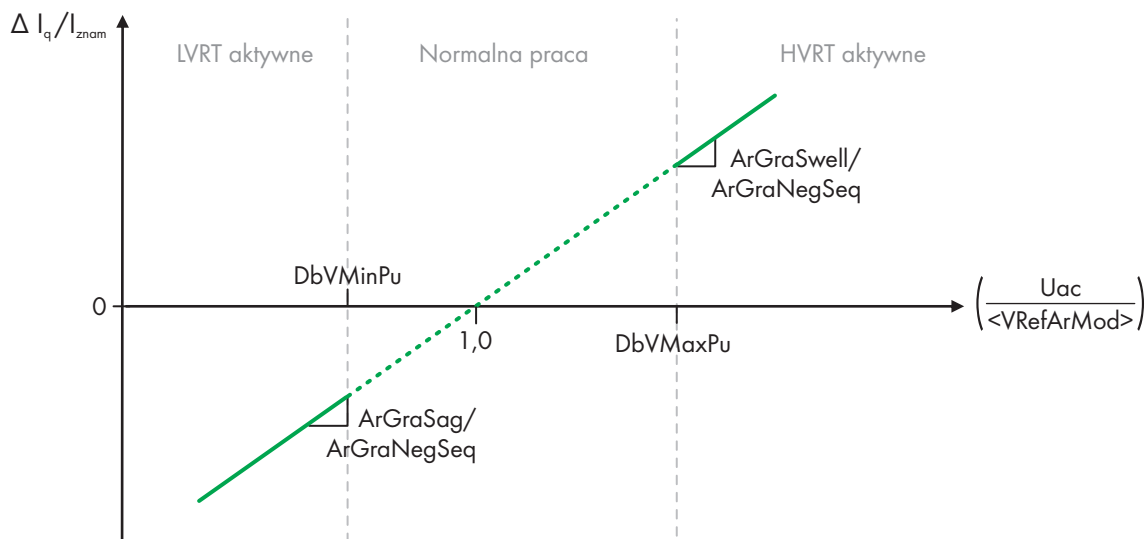 Δ Iq/Iznam
LVRT aktywne
Normalna praca
HVRT aktywne
ArGraSwell/
ArGraNegSeq
DbVMinPu
0
1,0
DbVMaxPu
Uac
<VRefArMod>
ArGraSag/
ArGraNegSeq